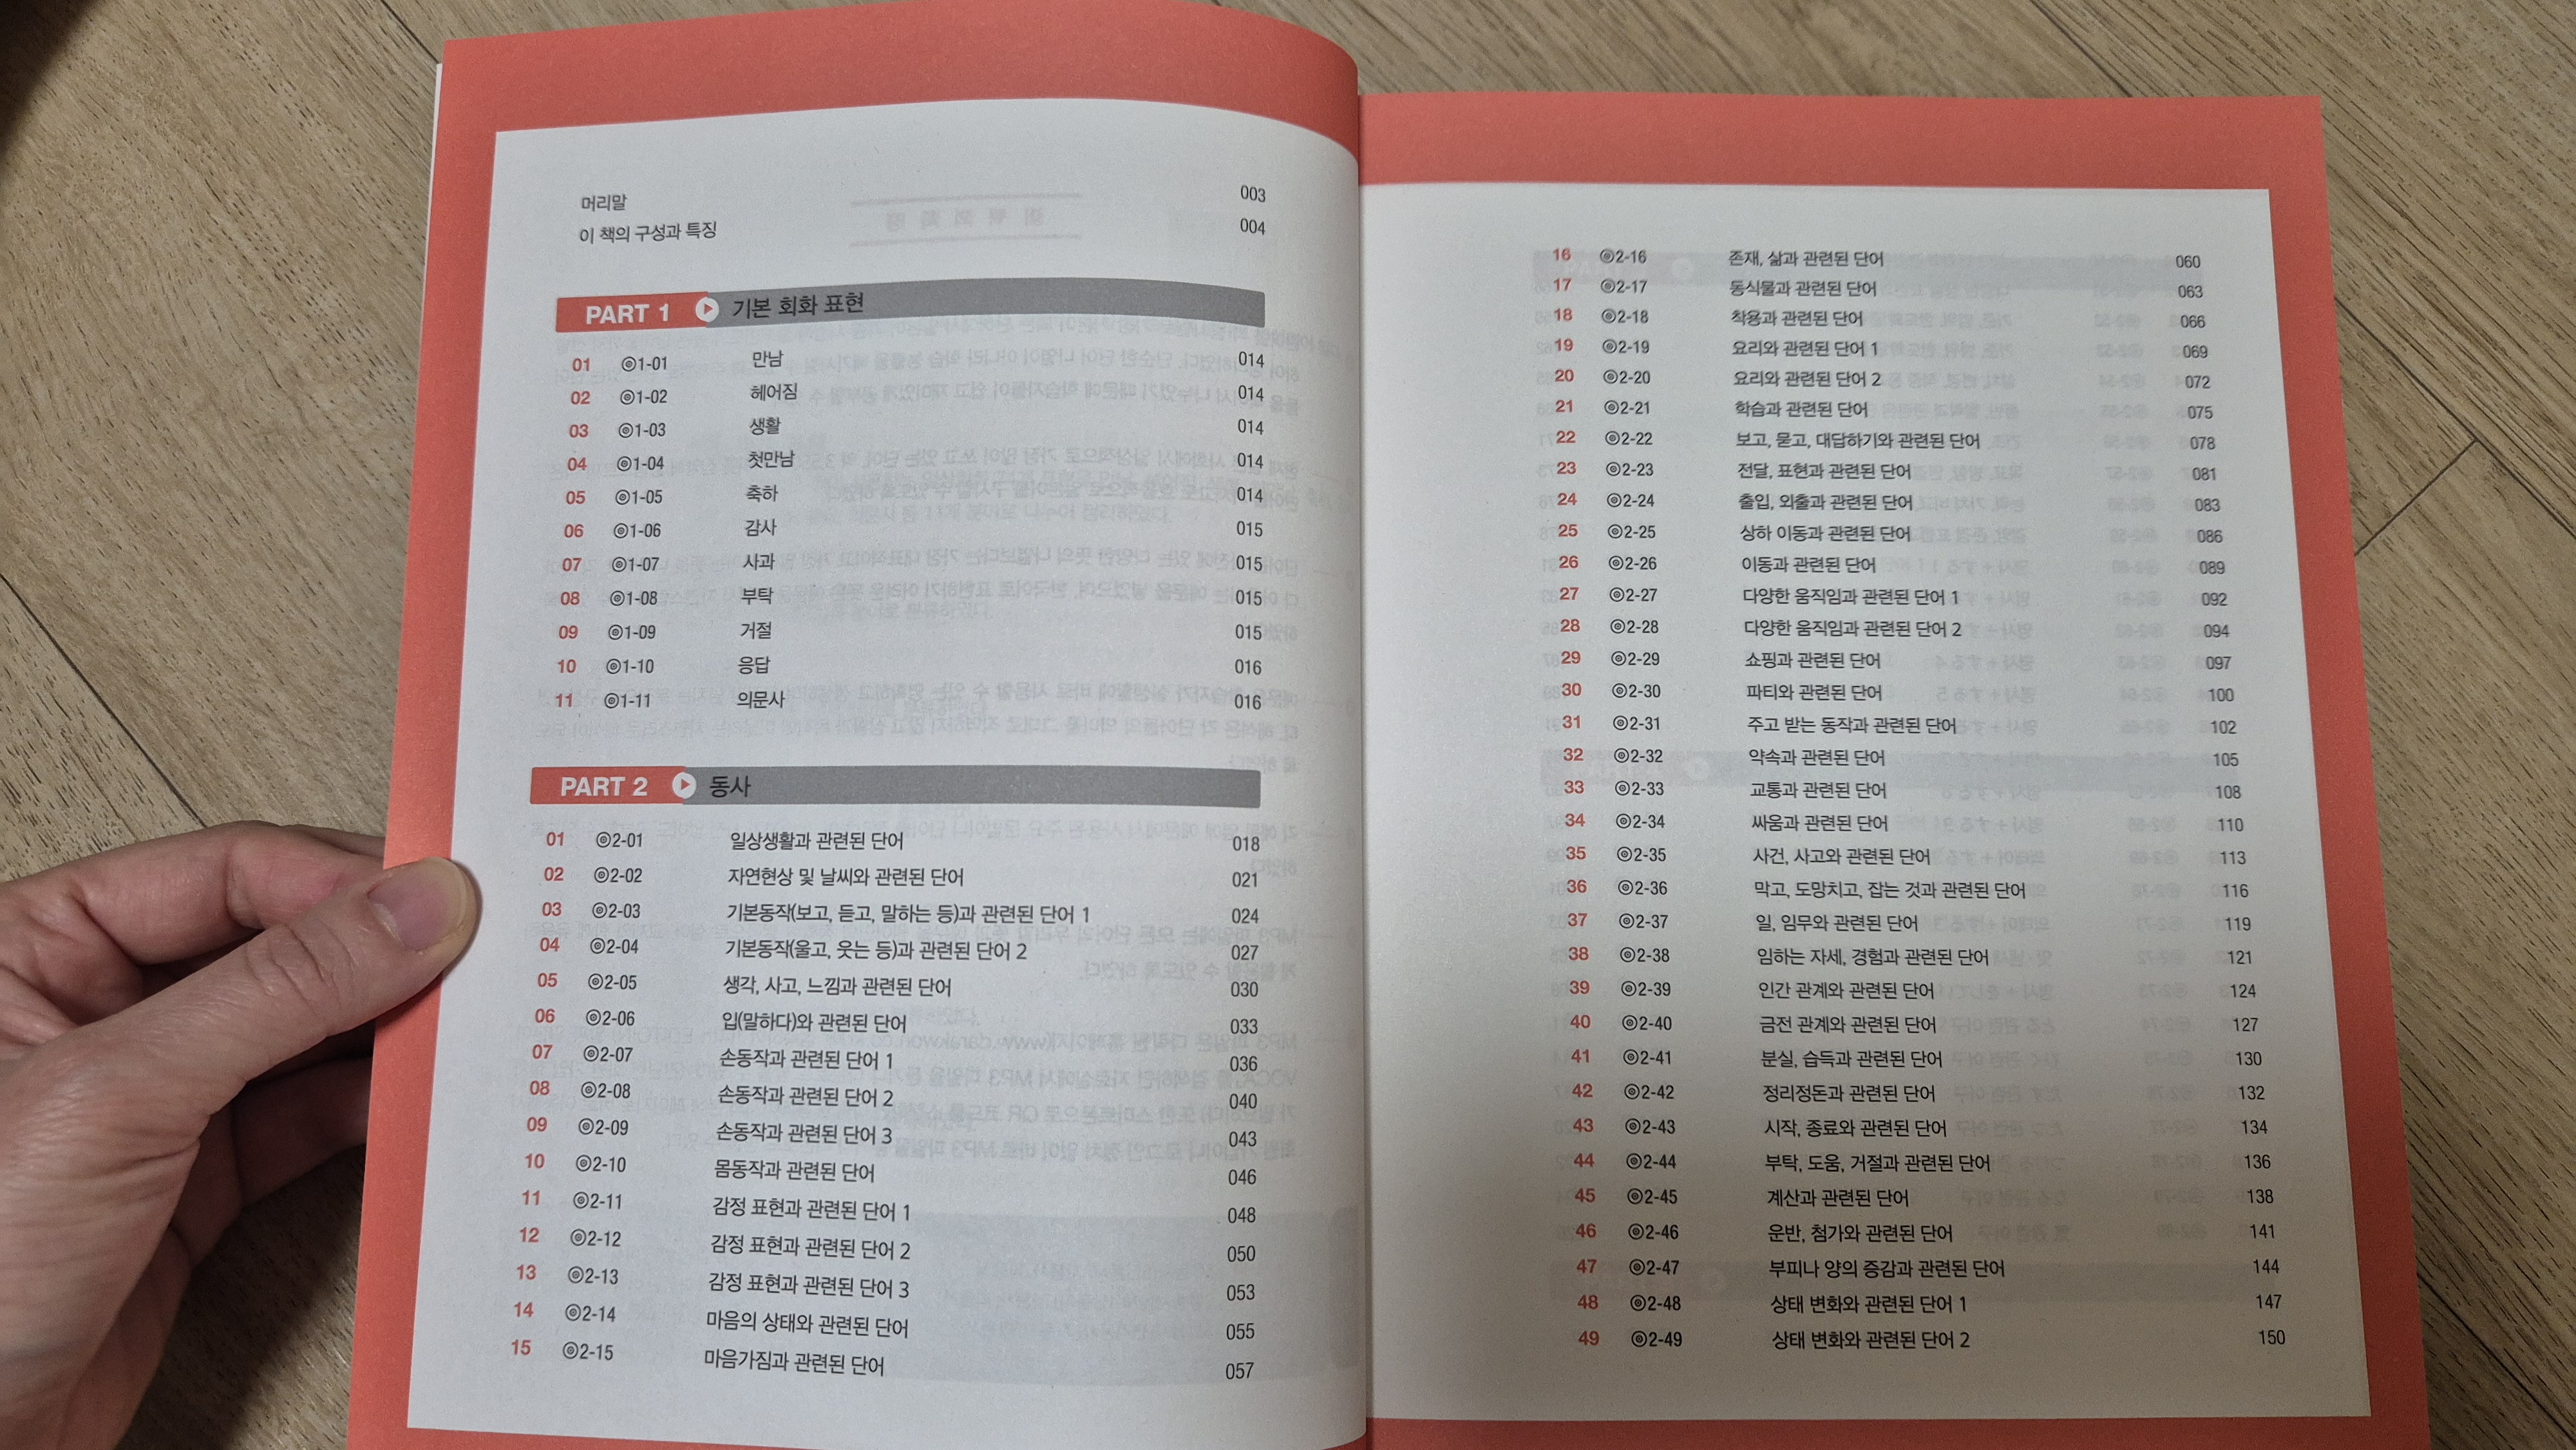 머리말 003
이 책의 구성과 특징 004
PART 1 기본 회화 표현
01 1-01 만남 014
02 1-02 헤어짐 014
03 1-03 생활 014
04 1-04 첫만남 014
05 1-05 축하 014
06 1-06 감사 015
07 1-07 사과 015
08 1-08 부탁 015
09 1-09 거절 015
10 1-10 응답 016
11 1-11 의문사 016
PART 2 동사
01 2-01 일상생활과 관련된 단어 018
02 2-02 자연현상 및 날씨와 관련된 단어 021
03 2-03 기본동작(보고, 듣고, 말하는 등)과 관련된 단어 1 024
04 2-04 기본동작(울고, 웃는 등)과 관련된 단어 2 027
05 2-05 생각, 사고, 느낌과 관련된 단어 030
06 2-06 입(말하다)와 관련된 단어 033
07 2-07 손동작과 관련된 단어 1 036
08 2-08 손동작과 관련된 단어 2 040
09 2-09 손동작과 관련된 단어 3 043
10 2-10 몸동작과 관련된 단어 046
11 2-11 감정 표현과 관련된 단어 1 048
12 2-12 감정 표현과 관련된 단어 2 050
13 2-13 감정 표현과 관련된 단어 3 053
14 2-14 마음의 상태와 관련된 단어 055
15 2-15 마음가짐과 관련된 단어 057
16 2-16 존재, 삶과 관련된 단어 060
17 2-17 동식물과 관련된 단어 063
18 2-18 착용과 관련된 단어 066
19 2-19 요리와 관련된 단어 1 069
20 2-20 요리와 관련된 단어 2 072
21 2-21 학습과 관련된 단어 075
22 2-22 보고, 묻고, 대답하기와 관련된 단어 078
23 2-23 전달, 표현과 관련된 단어 081
24 2-24 출입, 외출과 관련된 단어 083
25 2-25 상하 이동과 관련된 단어 086
26 2-26 이동과 관련된 단어 089
27 2-27 다양한 움직임과 관련된 단어 1 092
28 2-28 다양한 움직임과 관련된 단어 2 094
29 2-29 쇼핑과 관련된 단어 097
30 2-30 파티와 관련된 단어 100
31 2-31 주고 받는 동작과 관련된 단어 102
32 2-32 약속과 관련된 단어 105
33 2-33 교통과 관련된 단어 108
34 2-34 싸움과 관련된 단어 110
35 2-35 사건, 사고와 관련된 단어 113
36 2-36 막고, 도망치고, 잡는 것과 관련된 단어 116
37 2-37 일, 임무와 관련된 단어 119
38 2-38 임하는 자세, 경험과 관련된 단어 121
39 2-39 인간 관계와 관련된 단어 124
40 2-40 금전 관계와 관련된 단어 127
41 2-41 분실, 습득과 관련된 단어 130
42 2-42 정리정돈과 관련된 단어 132
43 2-43 시작, 종료와 관련된 단어 134
44 2-44 부탁, 도움, 거절과 관련된 단어 136
45 2-45 계산과 관련된 단어 138
46 2-46 운반, 첨가와 관련된 단어 141
47 2-47 부피나 양의 증감과 관련된 단어 144
48 2-48 상태 변화와 관련된 단어 1 147
49 2-49 상태 변화와 관련된 단어 2 150